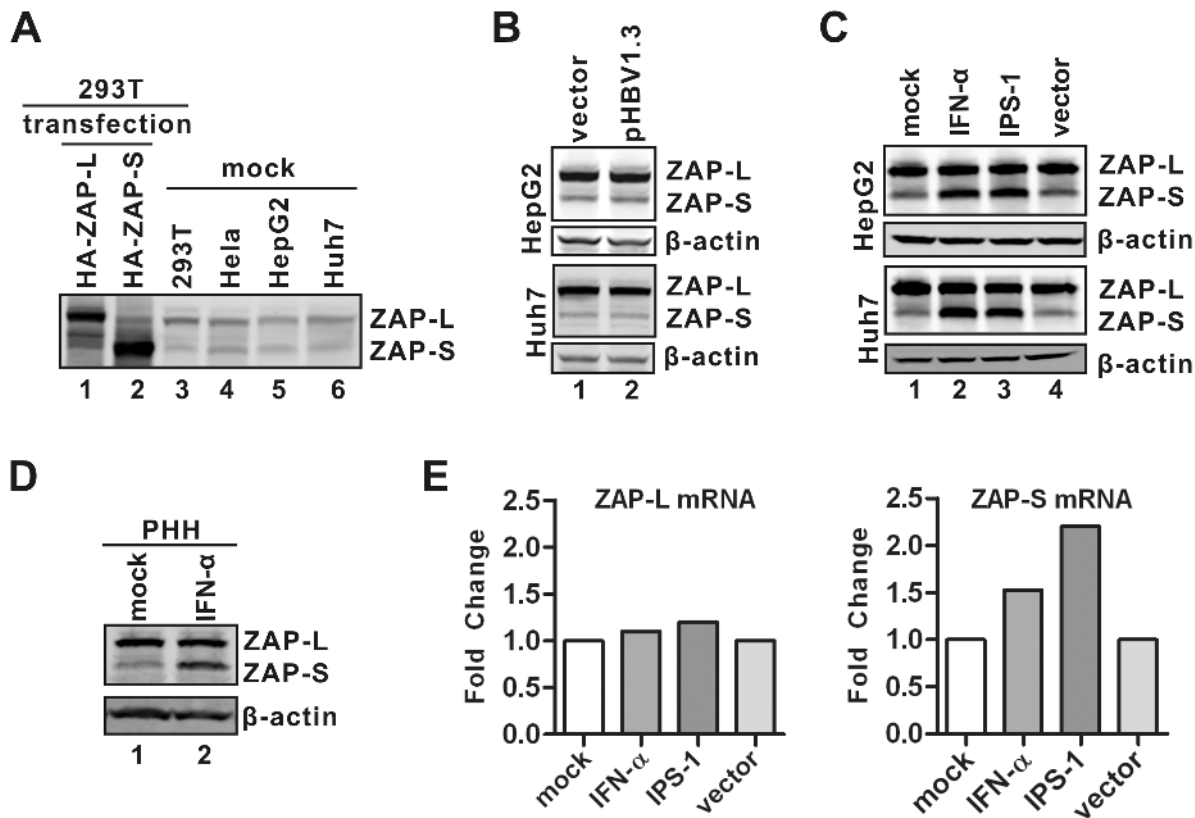 A
293T
transfection
HA-ZAP-L
HA-ZAP-S
mock
293T
Hela
HepG2
Huh7
ZAP-L
ZAP-S
1 2 3 4 5 6
B
vector
pHBV1.3
HepG2
ZAP-L
ZAP-S
β-actin
Huh7
ZAP-L
ZAP-S
β-actin
1 2
C
mock
IFN-α
IPS-1
vector
HepG2
ZAP-L
ZAP-S
β-actin
Huh7
ZAP-L
ZAP-S
β-actin
1 2 3 4
D
PHH
mock
IFN-α
ZAP-L
ZAP-S
β-actin
1 2
E
ZAP-L mRNA
Fold Change
2.5
2.0
1.5
1.0
0.5
0.0
mock
IFN-α
IPS-1
vector
ZAP-S mRNA
Fold Change
2.5
2.0
1.5
1.0
0.5
0.0
mock
IFN-α
IPS-1
vector